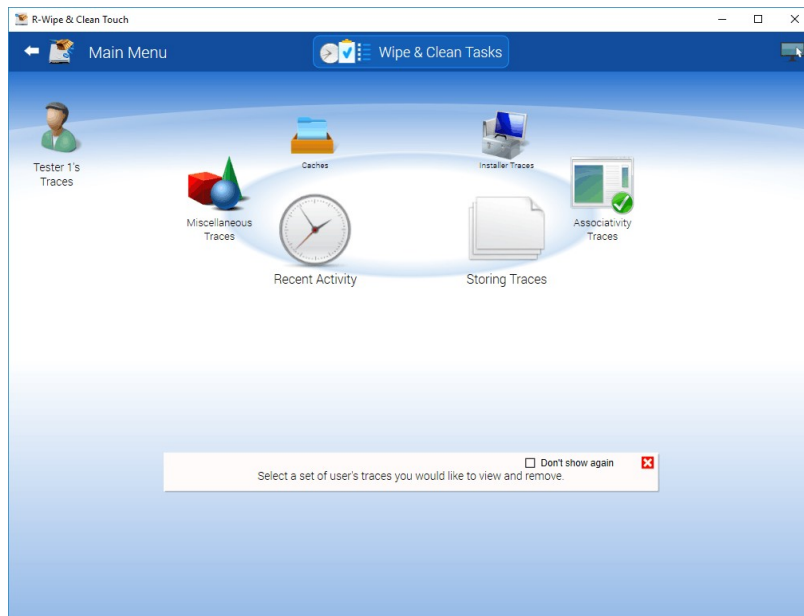 R-Wipe & Clean Touch
Main Menu
Wipe & Clean Tasks
Tester 1's
Traces
Caches
Installer Traces
Miscellaneous
Traces
Associativity
Traces
Recent Activity
Storing Traces
Don't show again
Select a set of user's traces you would like to view and remove.